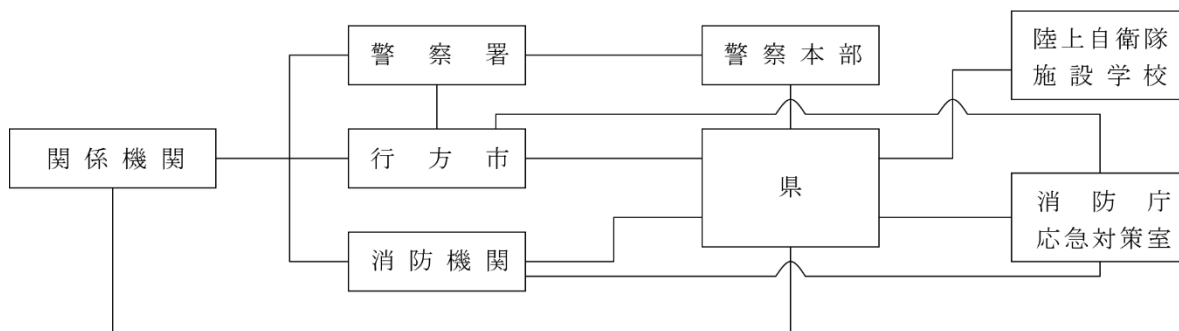 警察署
警察本部
陸上自衛隊
施設学校
関係機関
行方市
県
消防庁
応急対策室
消防機関